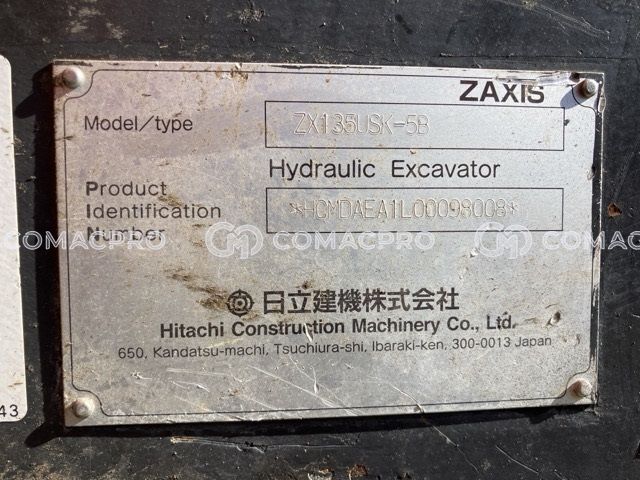 ZAXIS
Model/type ZX135USK-5B
Hydraulic Excavator
Product
Identification *HCMDAEA1L00098008*
Number
COMACPRO COMACPRO COMACPRO
日立建機株式会社
Hitachi Construction Machinery Co., Ltd.
650, Kandatsu-machi, Tsuchiura-shi, Ibaraki-ken, 300-0013 Japan
43